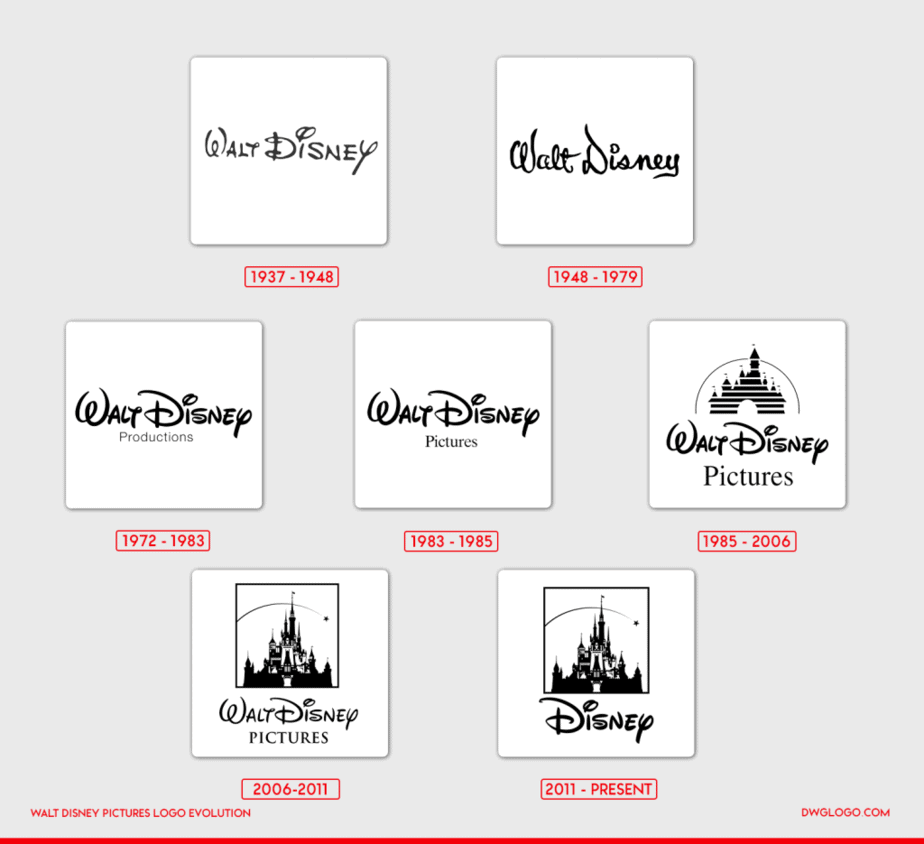 WALT DISNEY
Walt Disney
1937 - 1948
1948 - 1979
WALT DISNEY
Productions
WALT DISNEY
Pictures
WALT DISNEY
Pictures
1972 - 1983
1983 - 1985
1985 - 2006
WALT DISNEY
PICTURES
DISNEY
2006-2011
2011 - PRESENT
WALT DISNEY PICTURES LOGO EVOLUTION
DWGLOGO.COM